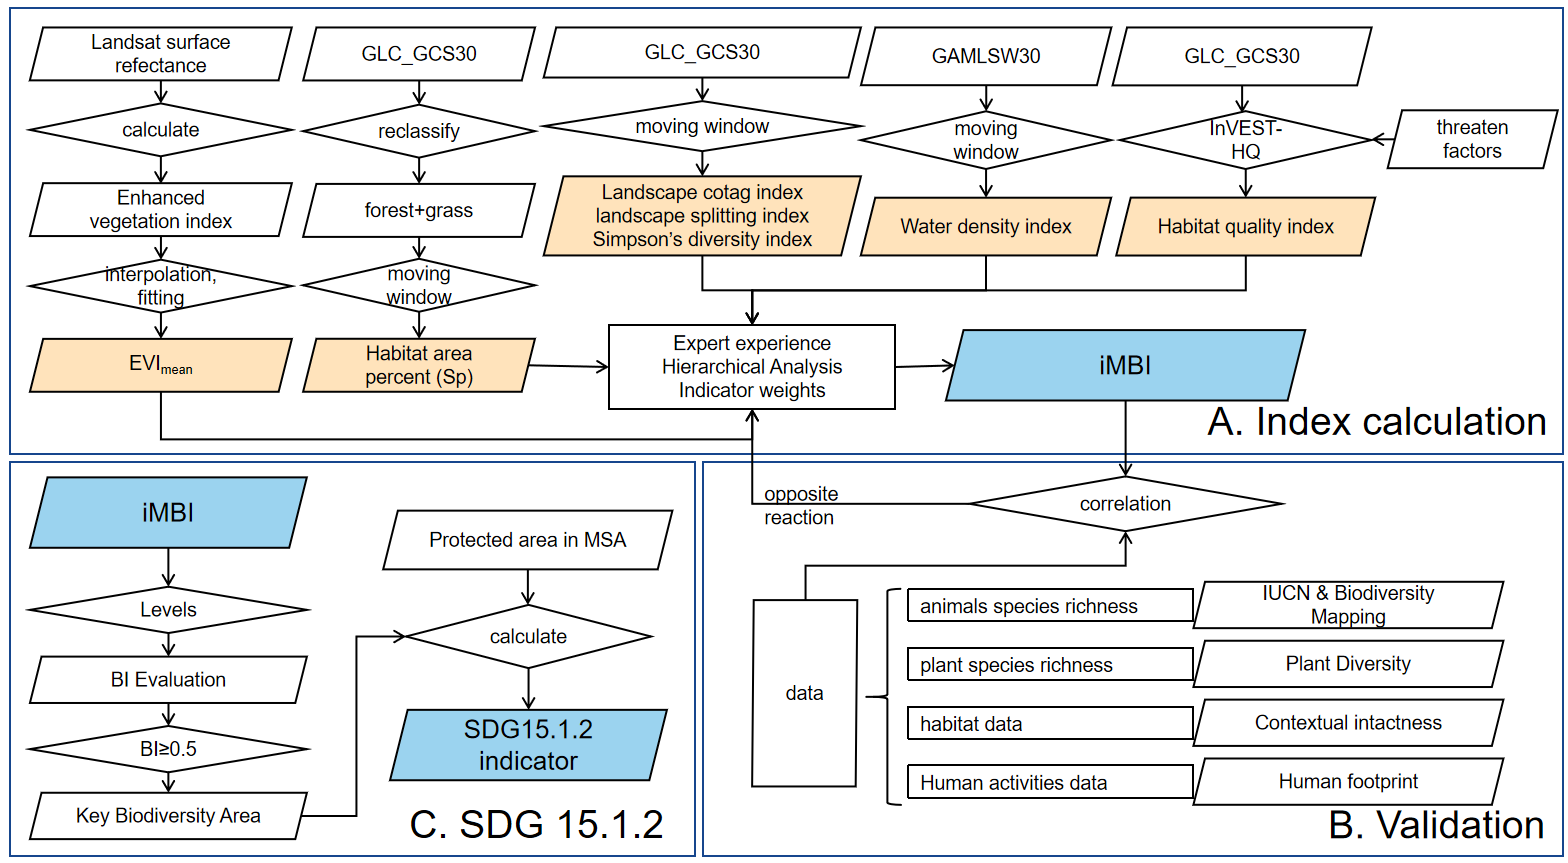 Landsat surface
refectance
GLC_GCS30
GLC_GCS30
GAMLSW30
GLC_GCS30
calculate
reclassify
moving window
moving
window
InVEST-
HQ
threaten
factors
Enhanced
vegetation index
forest+grass
Landscape cotag index
landscape splitting index
Simpson's diversity index
Water density index
Habitat quality index
interpolation,
fitting
moving
window
EVImean
Habitat area
percent (Sp)
Expert experience
Hierarchical Analysis
Indicator weights
iMBI
A. Index calculation
iMBI
Levels
BI Evaluation
BI≥0.5
Key Biodiversity Area
Protected area in MSA
calculate
SDG15.1.2
indicator
C. SDG 15.1.2
opposite
reaction
correlation
data
animals species richness
IUCN & Biodiversity
Mapping
plant species richness
Plant Diversity
habitat data
Contextual intactness
Human activities data
Human footprint
B. Validation